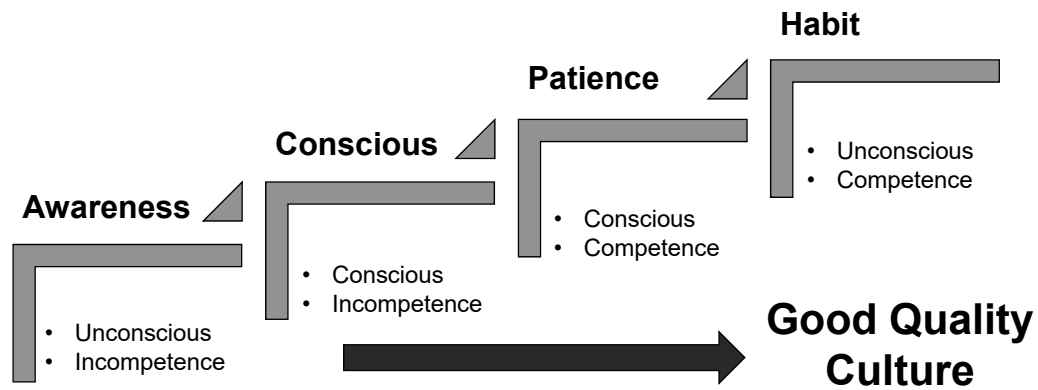 Awareness
• Unconscious
• Incompetence
Conscious
• Conscious
• Incompetence
Patience
• Conscious
• Competence
Habit
• Unconscious
• Competence
Good Quality
Culture